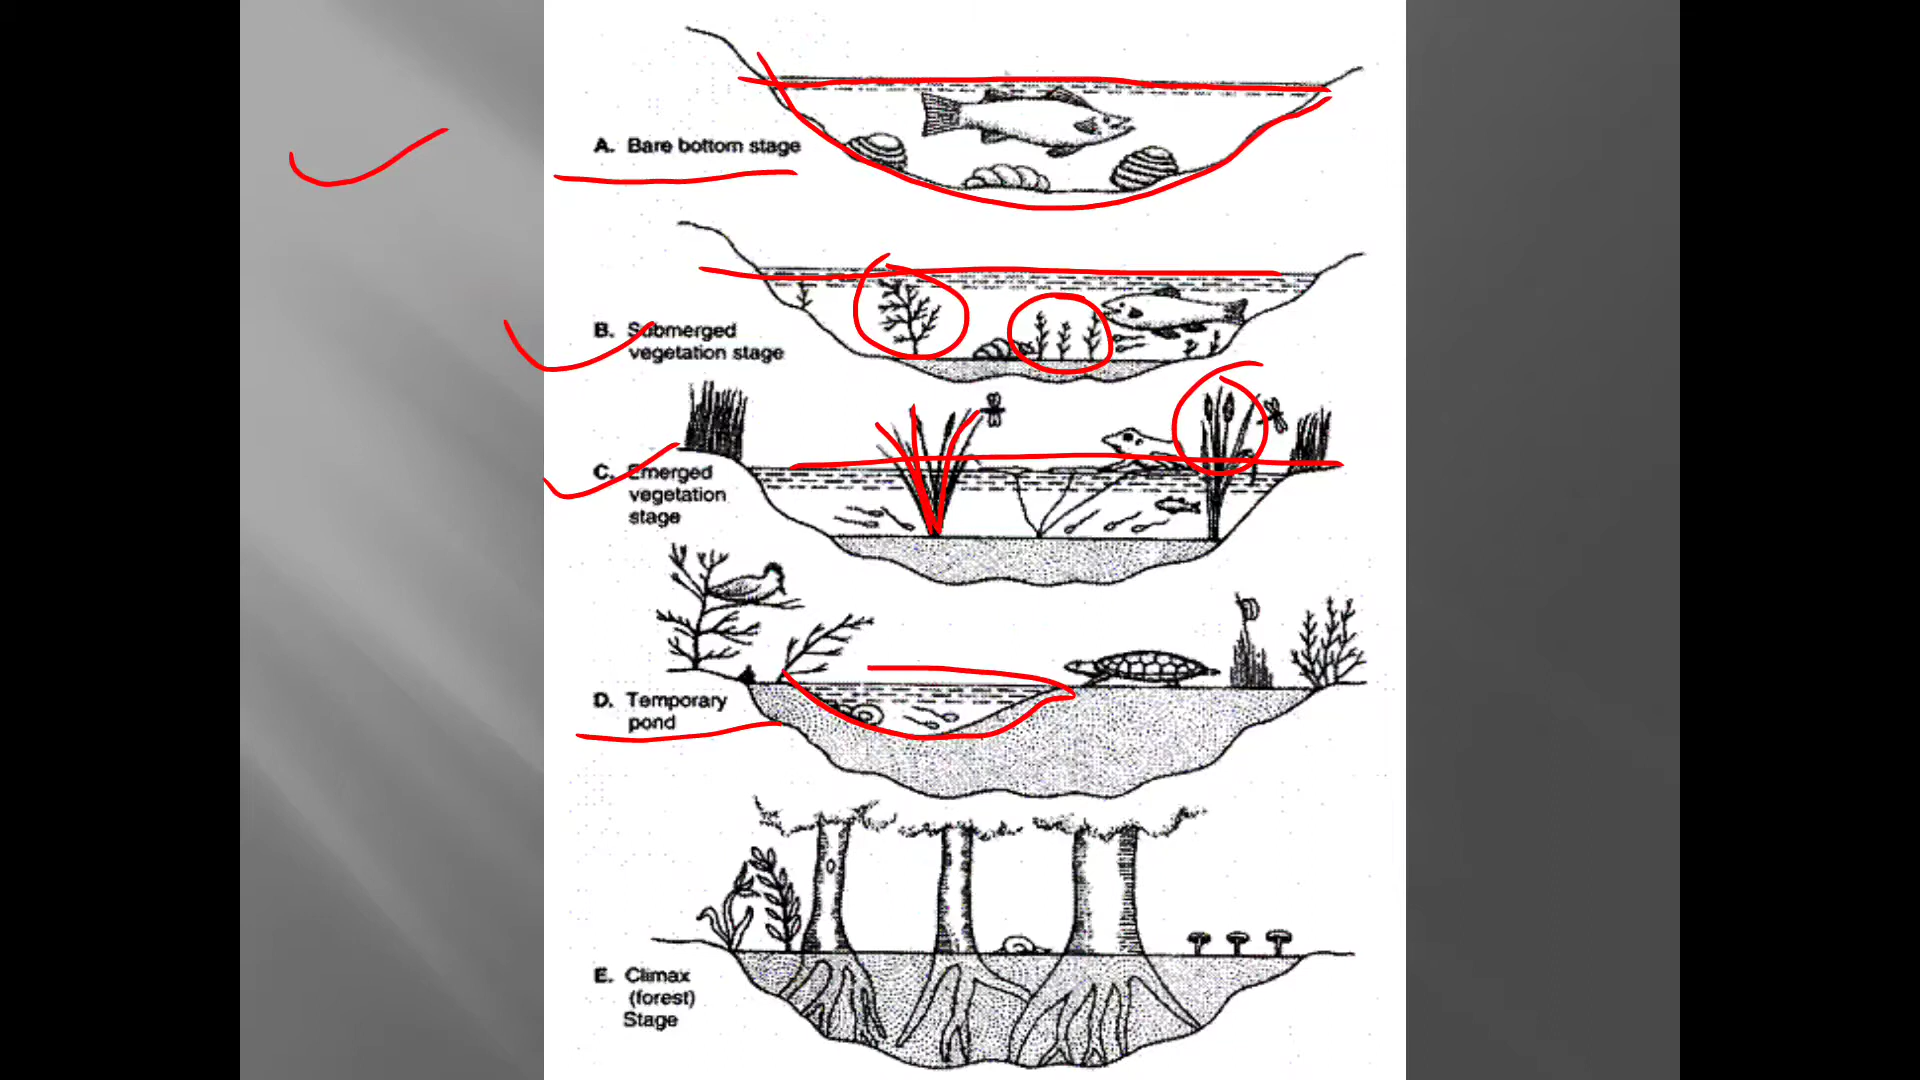 A. Bare bottom stage
B. Submerged
vegetation stage
C. Emerged
vegetation
stage
D. Temporary
pond
E. Climax
(forest)
Stage